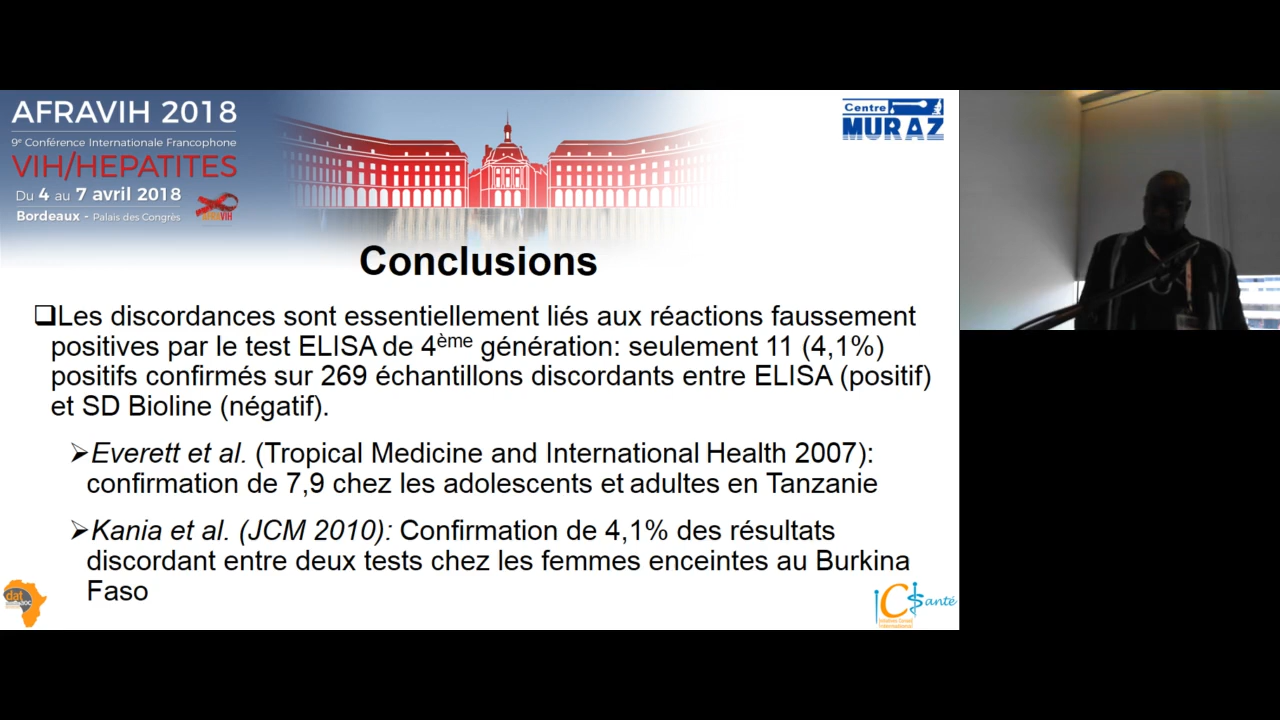 AFRAVIH 2018
9e Conférence Internationale Francophone
VIH/HEPATITES
Du 4 au 7 avril 2018
Bordeaux - Palais des Congrès
AFRAVIH
Centre
MURAZ
Conclusions
❑Les discordances sont essentiellement liés aux réactions faussement
positives par le test ELISA de 4ème génération: seulement 11 (4,1%)
positifs confirmés sur 269 échantillons discordants entre ELISA (positif)
et SD Bioline (négatif).
➢Everett et al. (Tropical Medicine and International Health 2007):
confirmation de 7,9 chez les adolescents et adultes en Tanzanie
➢Kania et al. (JCM 2010): Confirmation de 4,1% des résultats
discordant entre deux tests chez les femmes enceintes au Burkina
Faso
dat
ICI
Santé